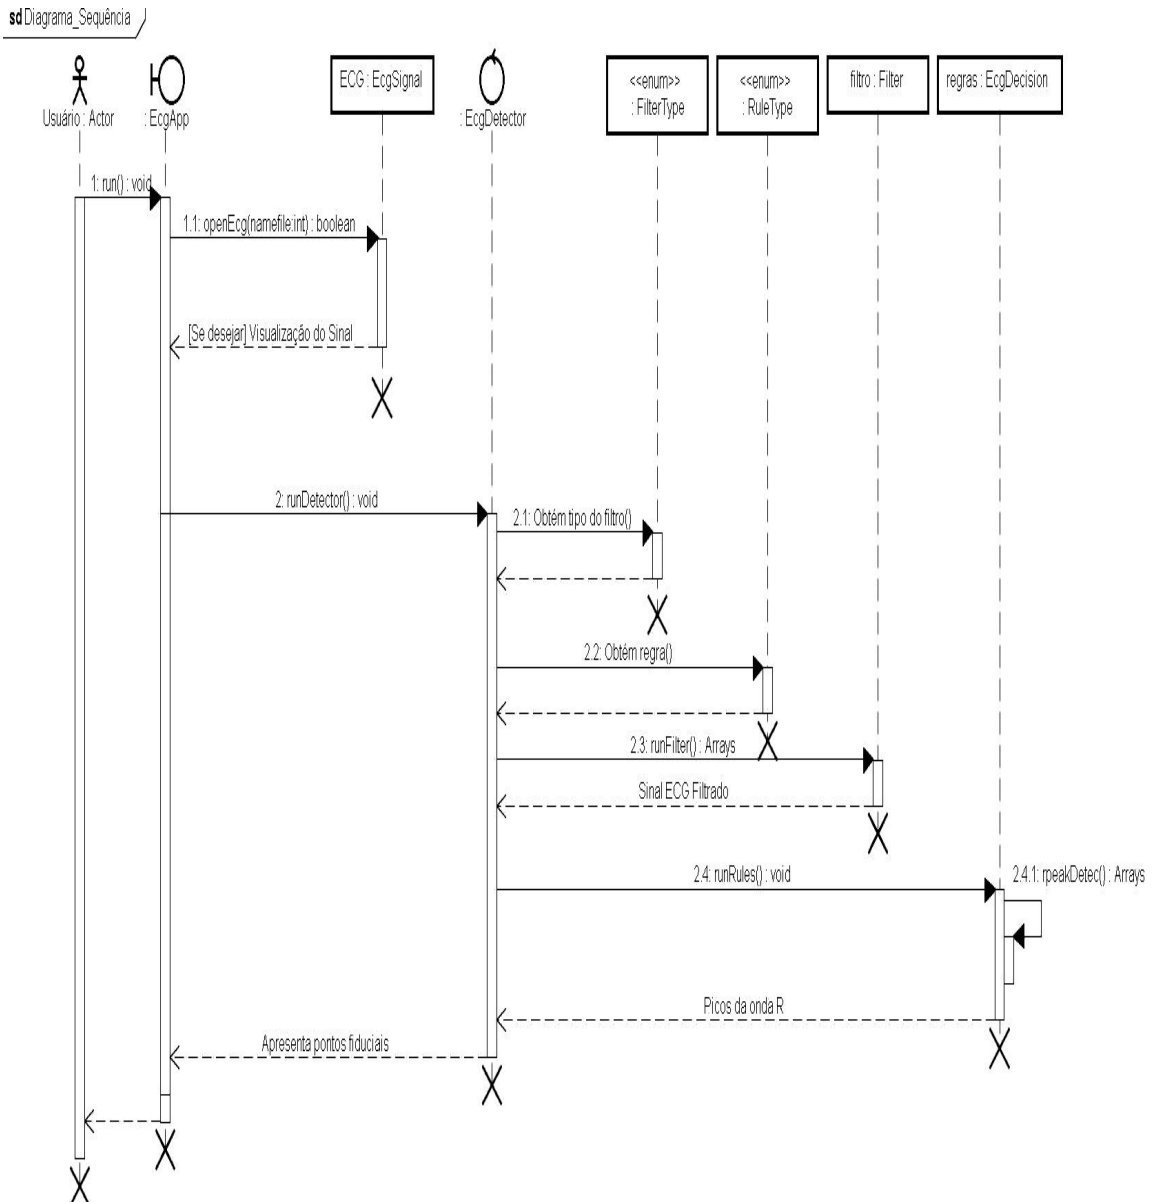 sd Diagrama_Sequência
Usuário : Actor
: EcgApp
ECG : EcgSignal
: EcgDetector
<<enum>>
: FilterType
<<enum>>
: RuleType
filtro : Filter
regras : EcgDecision
1: run() : void
1.1: openEcg(namefile:int) : boolean
[Se desejar] Visualização do Sinal
2: runDetector() : void
2.1: Obtém tipo do filtro()
2.2: Obtém regra()
2.3: runFilter() : Arrays
Sinal ECG Filtrado
2.4: runRules() : void
2.4.1: rpeakDetec() : Arrays
Picos da onda R
Apresenta pontos fiduciais